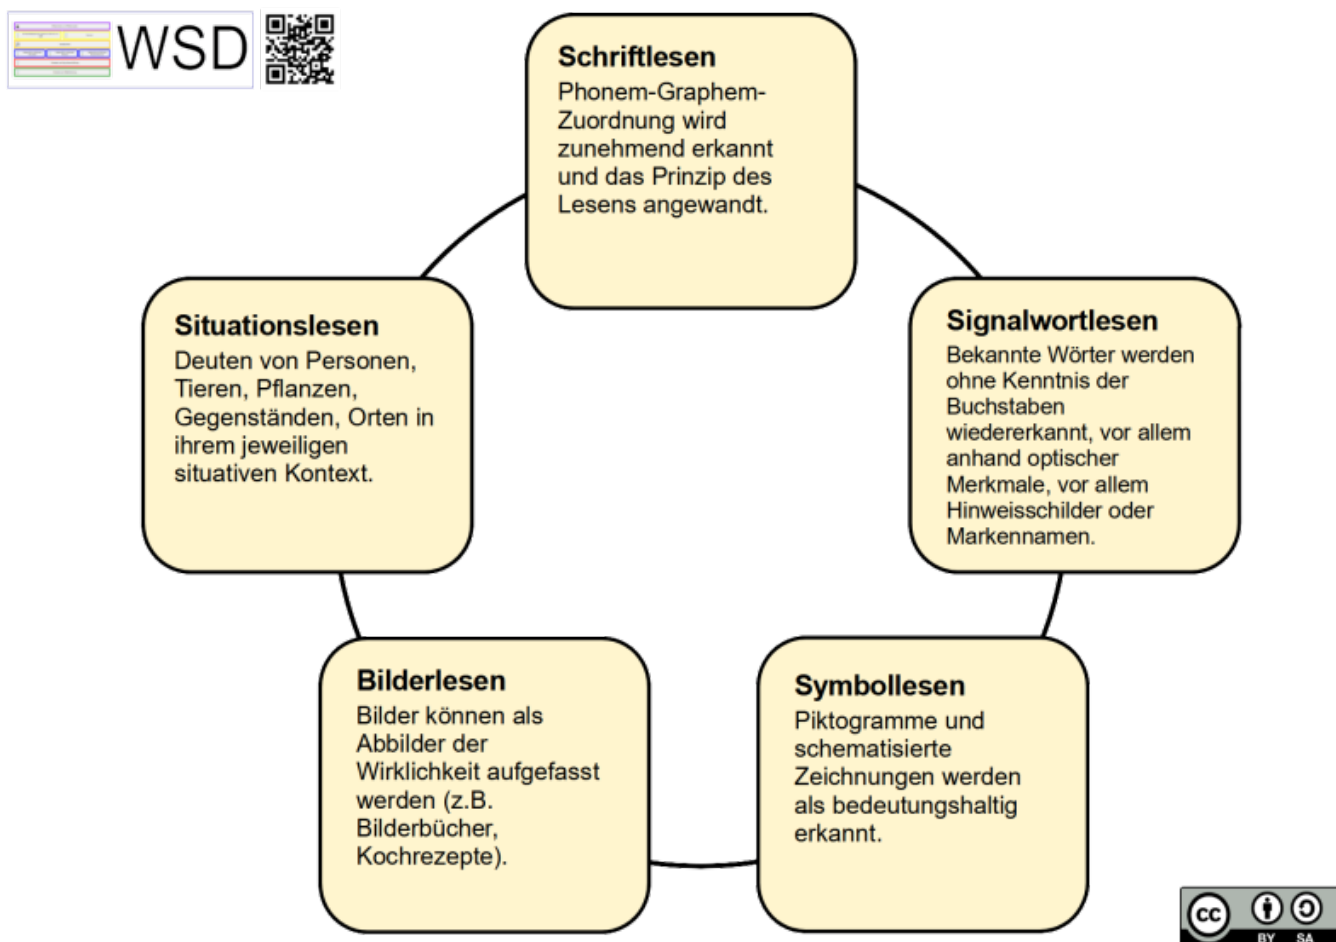 WSD
Schriftlesen
Phonem-Graphem-
Zuordnung wird
zunehmend erkannt
und das Prinzip des
Lesens angewandt.
Situationslesen
Deuten von Personen,
Tieren, Pflanzen,
Gegenständen, Orten in
ihrem jeweiligen
situativen Kontext.
Signalwortlesen
Bekannte Wörter werden
ohne Kenntnis der
Buchstaben
wiedererkannt, vor allem
anhand optischer
Merkmale, vor allem
Hinweisschilder oder
Markennamen.
Bilderlesen
Bilder können als
Abbilder der
Wirklichkeit aufgefasst
werden (z.B.
Bilderbücher,
Kochrezepte).
Symbollesen
Piktogramme und
schematisierte
Zeichnungen werden
als bedeutungshaltig
erkannt.
cc
BY SA